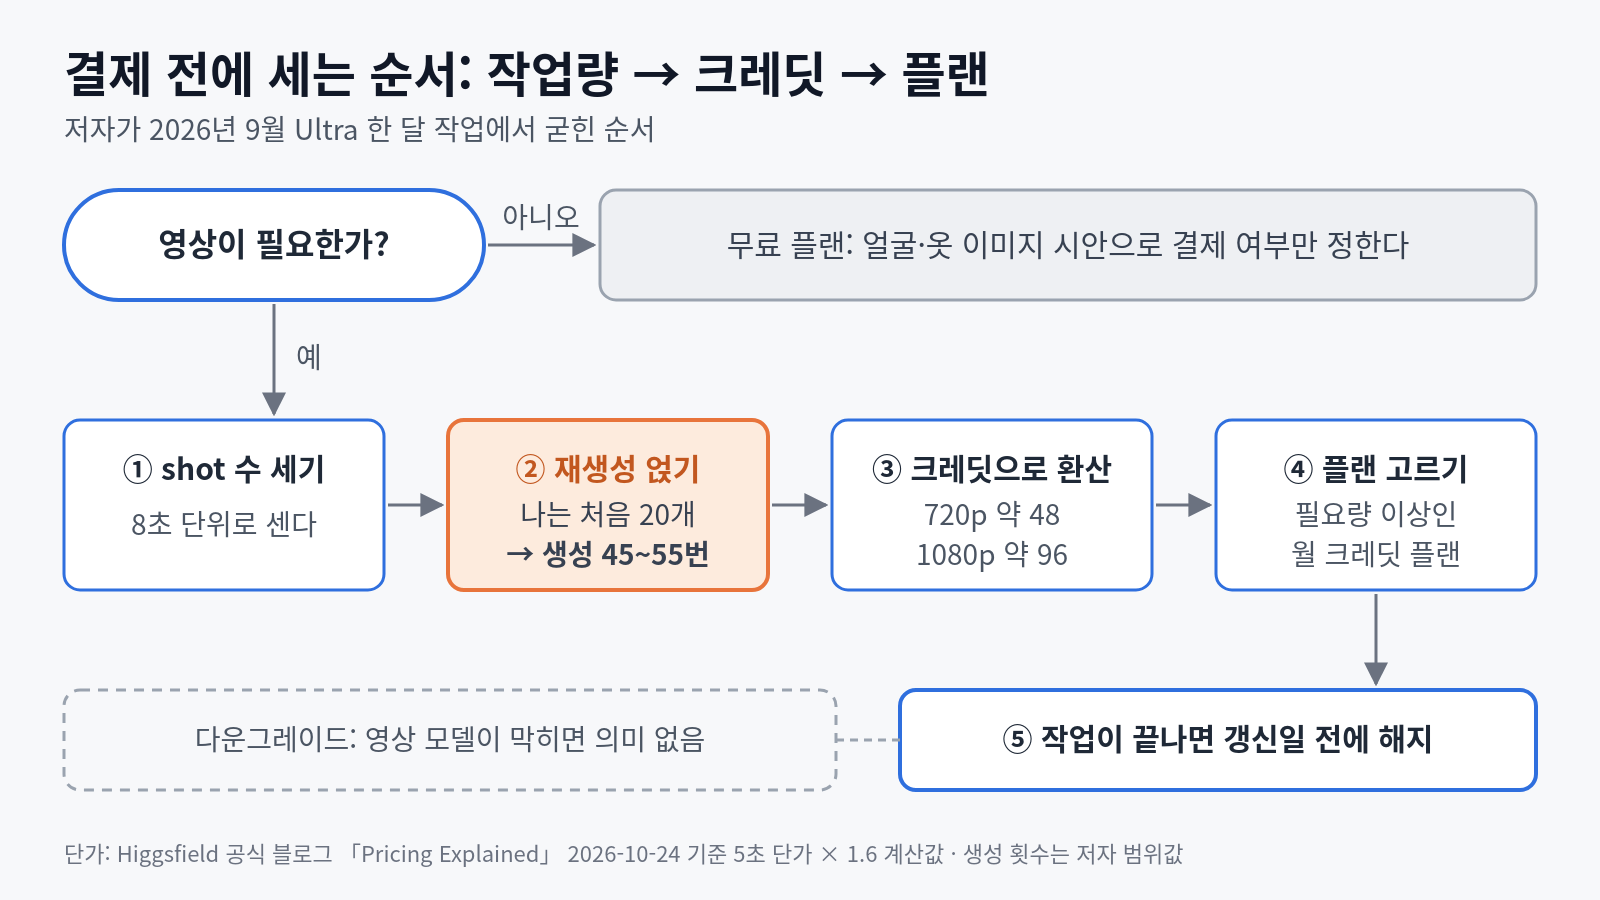 결제 전에 세는 순서: 작업량 → 크레딧 → 플랜
저자가 2026년 9월 Ultra 한 달 작업에서 굳힌 순서
영상이 필요한가?
아니오
무료 플랜: 얼굴·옷 이미지 시안으로 결제 여부만 정한다
예
① shot 수 세기
8초 단위로 센다
② 재생성 얹기
나는 처음 20개
→ 생성 45~55번
③ 크레딧으로 환산
720p 약 48
1080p 약 96
④ 플랜 고르기
필요량 이상인
월 크레딧 플랜
다운그레이드: 영상 모델이 막히면 의미 없음
⑤ 작업이 끝나면 갱신일 전에 해지
단가: Higgsfield 공식 블로그 「Pricing Explained」 2026-10-24 기준 5초 단가 × 1.6 계산값 · 생성 횟수는 저자 범위값